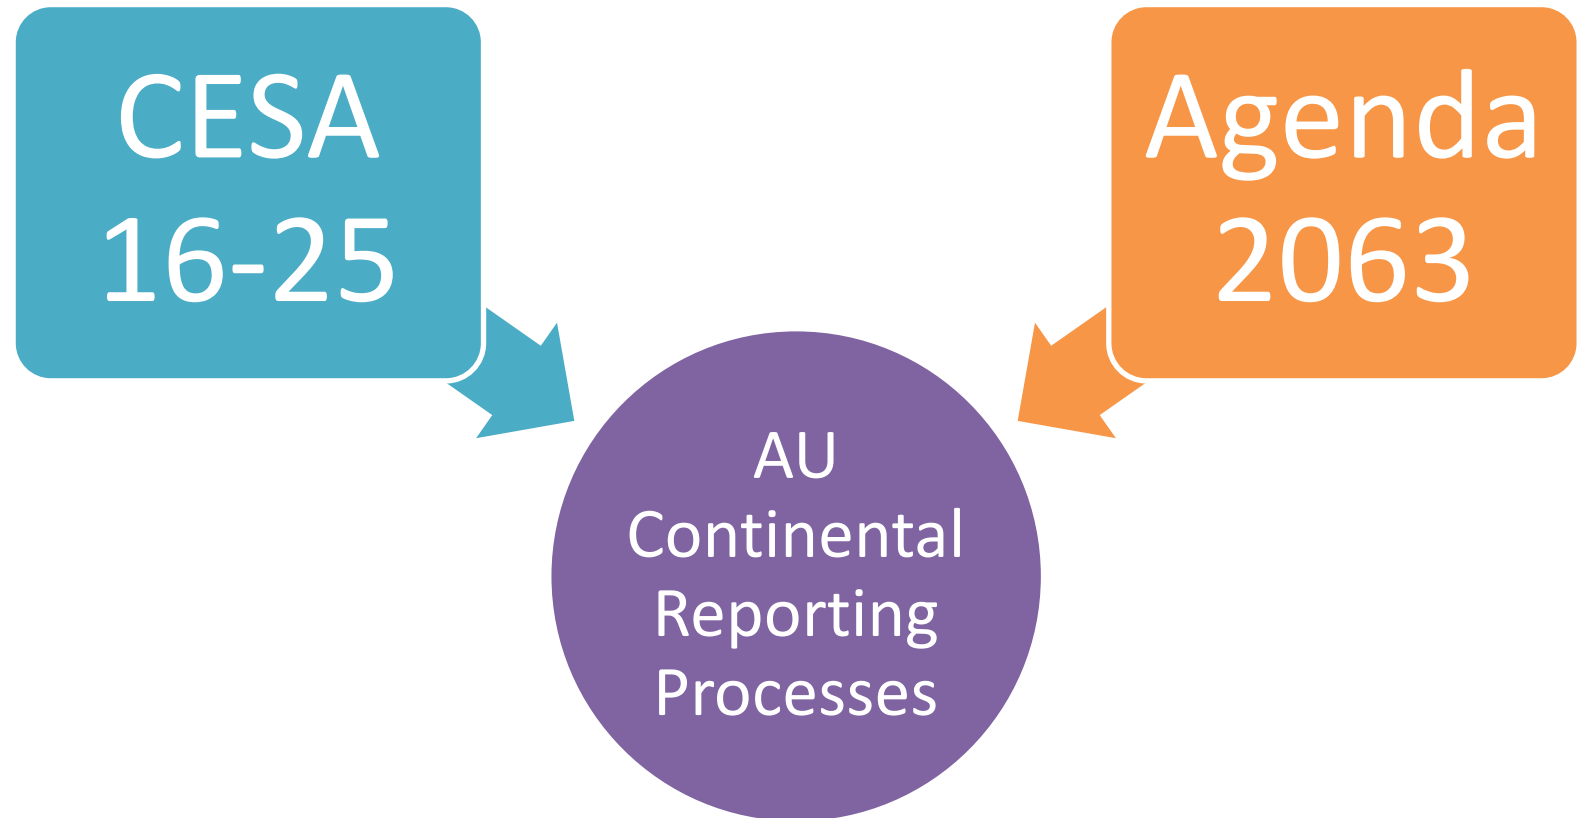 CESA
16-25
Agenda
2063
AU
Continental
Reporting
Processes